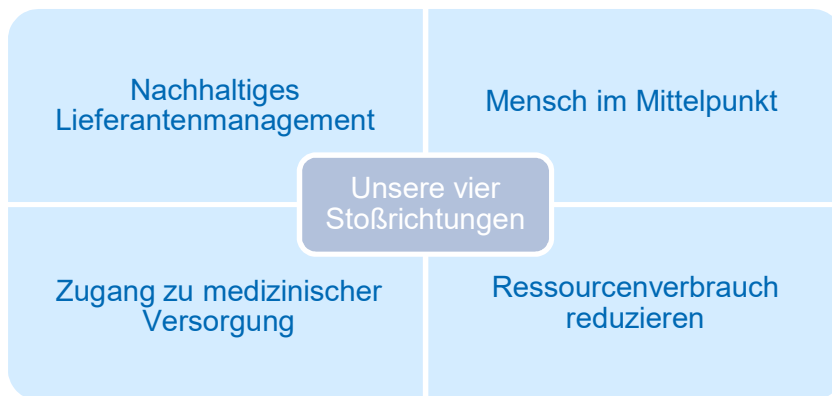 Nachhaltiges
Lieferantenmanagement
Mensch im Mittelpunkt
Unsere vier
Stoßrichtungen
Zugang zu medizinischer
Versorgung
Ressourcenverbrauch
reduzieren